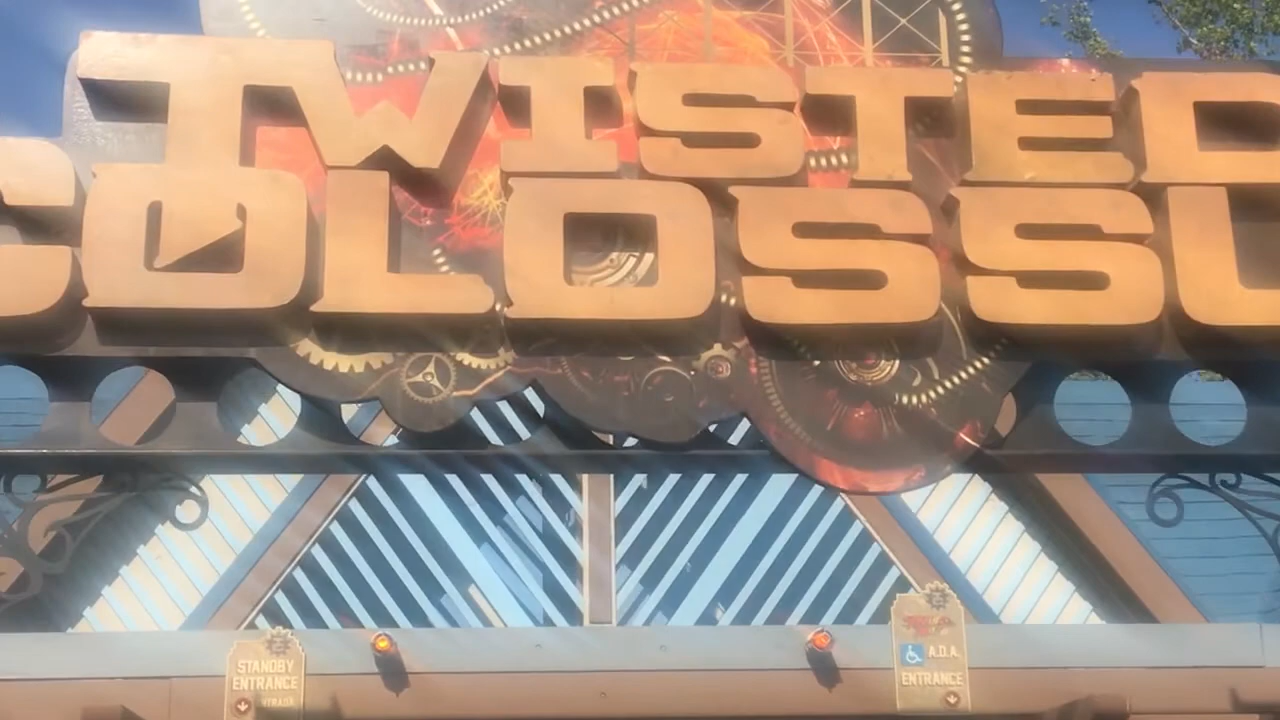 TWISTED
COLOSSU
STANDBY
ENTRANCE
A.D.A.
ENTRANCE